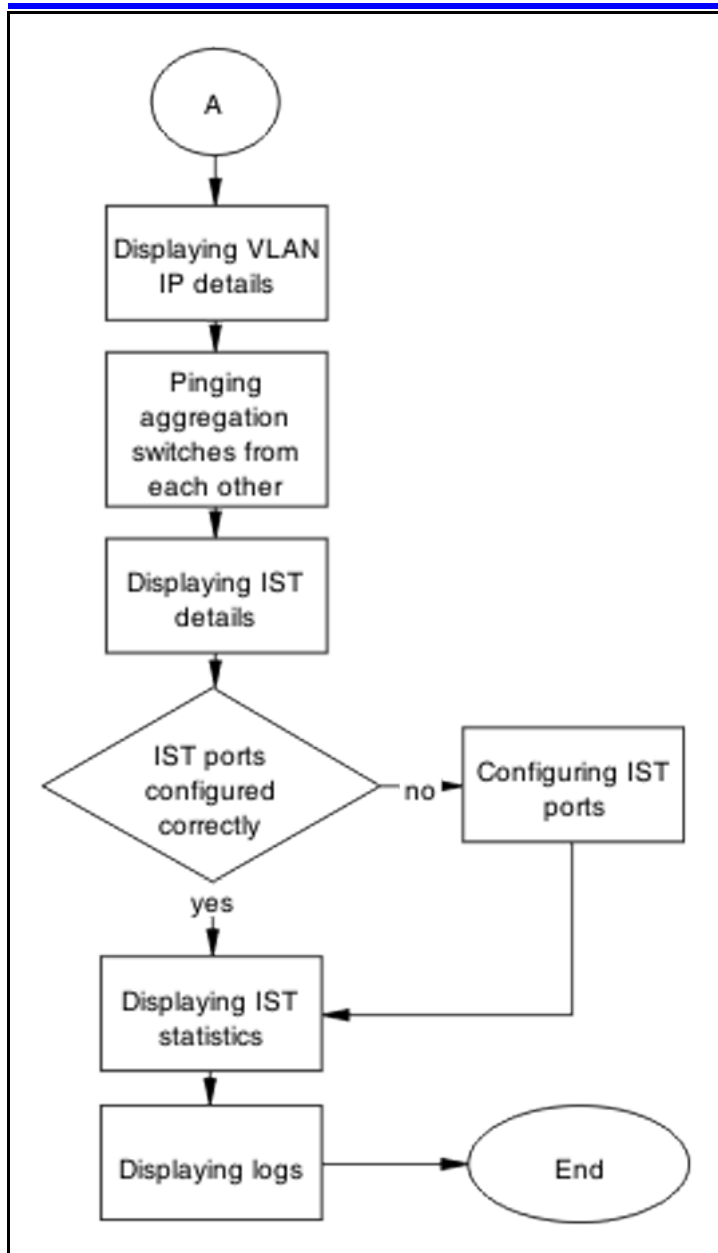 A
Displaying VLAN
IP details
Pinging
aggregation
switches from
each other
Displaying IST
details
IST ports
configured
correctly
no
Configuring IST
ports
yes
Displaying IST
statistics
Displaying logs
End